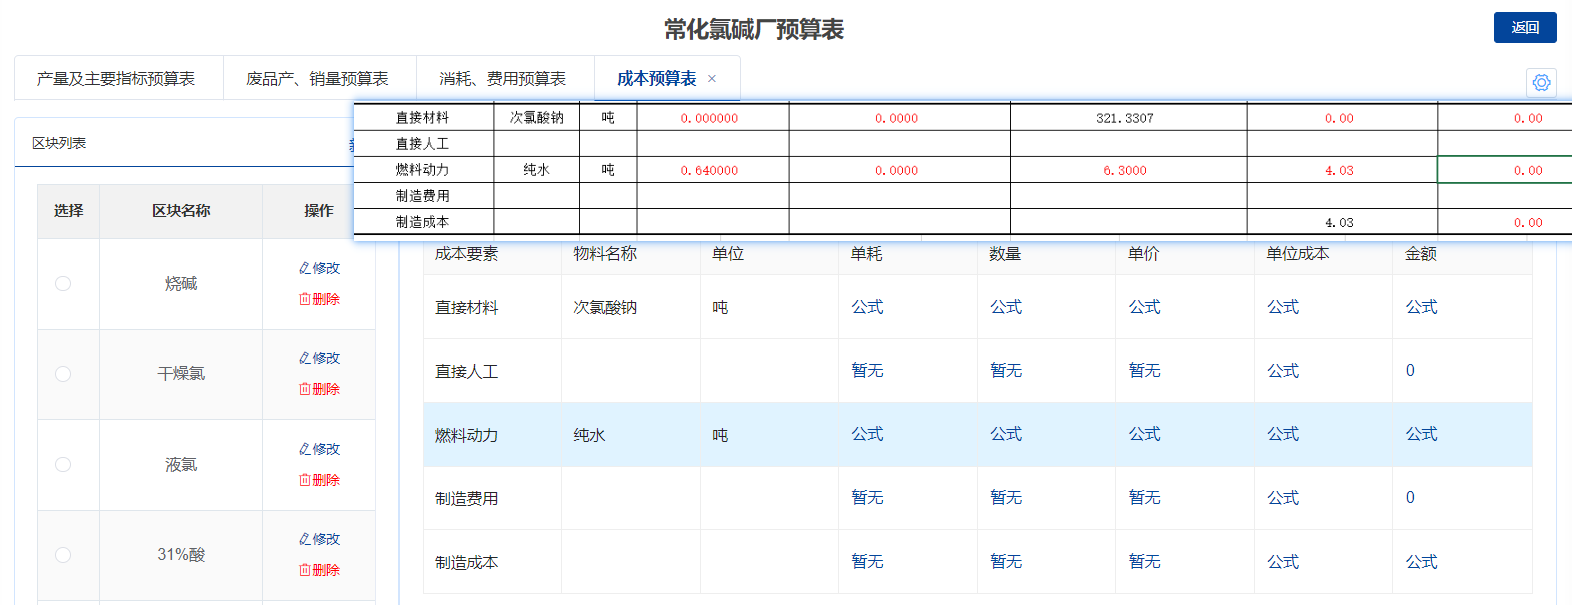 常化氯碱厂预算表
返回
产量及主要指标预算表 废品产、销量预算表 消耗、费用预算表 成本预算表 ×
直接材料 次氯酸钠 吨 0.000000 0.0000 321.3307 0.00 0.00
直接人工
燃料动力 纯水 吨 0.640000 0.0000 6.3000 4.03 0.00
制造费用
制造成本 4.03 0.00
区块列表
选择 区块名称 操作
烧碱 修改
删除
干燥氯 修改
删除
液氯 修改
删除
31%酸 修改
删除
成本要素 物料名称 单位 单耗 数量 单价 单位成本 金额
直接材料 次氯酸钠 吨 公式 公式 公式 公式 公式
直接人工 暂无 暂无 暂无 公式 0
燃料动力 纯水 吨 公式 公式 公式 公式 公式
制造费用 暂无 暂无 暂无 公式 0
制造成本 暂无 暂无 暂无 公式 公式